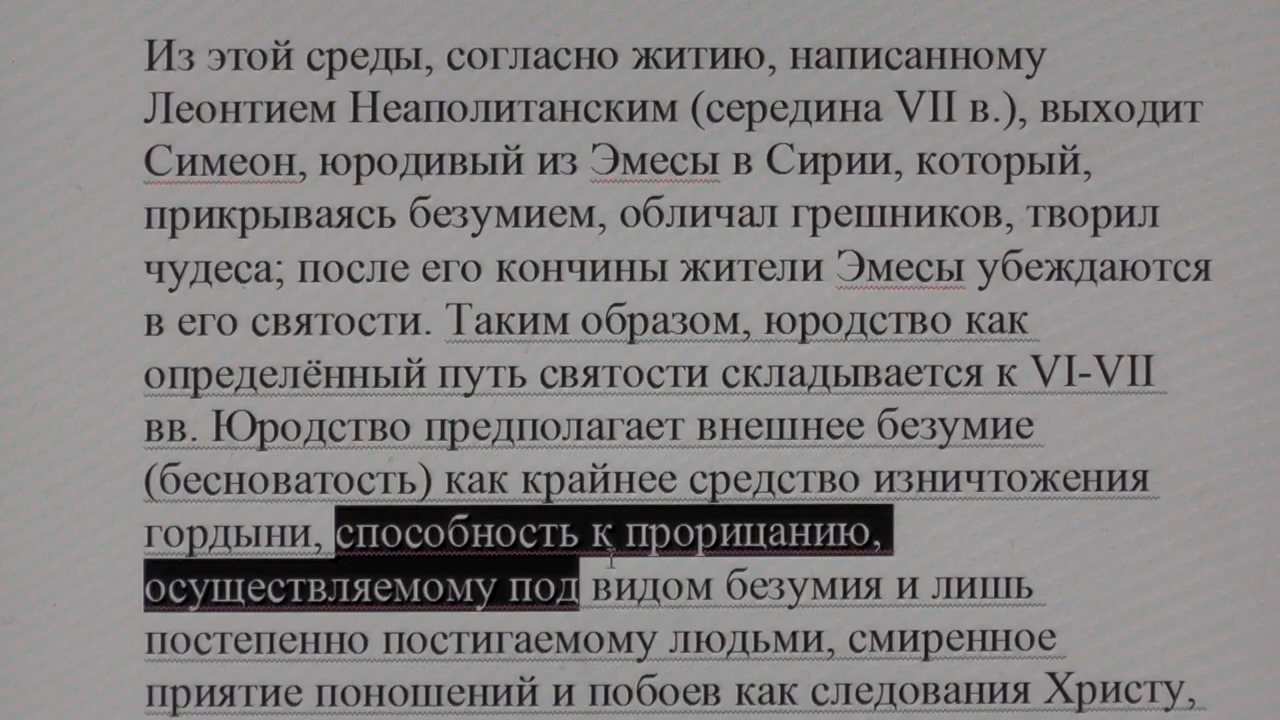 Из этой среды, согласно житию, написанному
Леонтием Неаполитанским (середина VII в.), выходит
Симеон, юродивый из Эмесы в Сирии, который,
прикрываясь безумием, обличал грешников, творил
чудеса; после его кончины жители Эмесы убеждаются
в его святости. Таким образом, юродство как
определённый путь святости складывается к VI-VII
вв. Юродство предполагает внешнее безумие
(бесноватость) как крайнее средство изничтожения
гордыни, способность к прорицанию,
осуществляемому под видом безумия и лишь
постепенно постигаемому людьми, смиренное
приятие поношений и побоев как следования Христу,